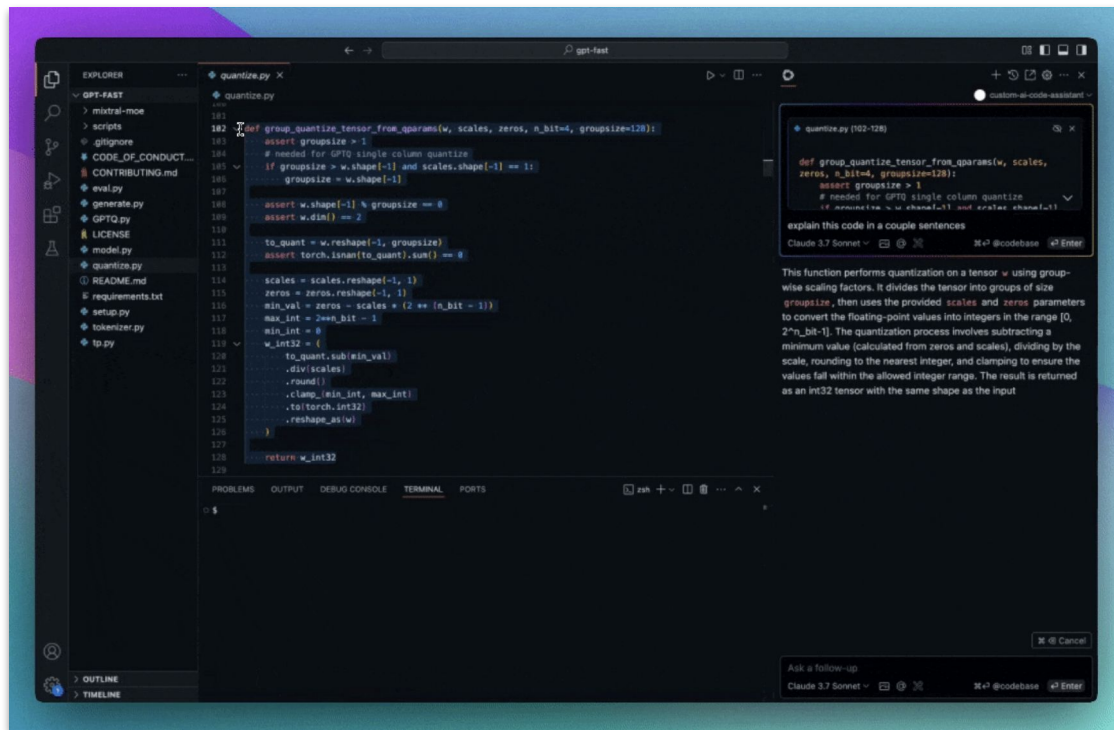 gpt-fast
EXPLORER
GPT-FAST
mixtral-moe
scripts
.gitignore
CODE_OF_CONDUCT....
CONTRIBUTING.md
eval.py
generate.py
GPTQ.py
LICENSE
model.py
quantize.py
README.md
requirements.txt
setup.py
tokenizer.py
tp.py
OUTLINE
TIMELINE
quantize.py
quantize.py
101
102 def group_quantize_tensor_from_qparams(w, scales, zeros, n_bit=4, groupsize=128):
103 assert groupsize > 1
104 # needed for GPTQ single column quantize
105 if groupsize > w.shape[-1] and scales.shape[-1] == 1:
106 groupsize = w.shape[-1]
107
108 assert w.shape[-1] % groupsize == 0
109 assert w.dim() == 2
110
111 to_quant = w.reshape(-1, groupsize)
112 assert torch.isnan(to_quant).sum() == 0
113
114 scales = scales.reshape(-1, 1)
115 zeros = zeros.reshape(-1, 1)
116 min_val = zeros - scales * (2 ** (n_bit - 1))
117 max_int = 2**n_bit - 1
118 min_int = 0
119 w_int32 = (
120 to_quant.sub(min_val)
121 .div(scales)
122 .round()
123 .clamp_(min_int, max_int)
124 .to(torch.int32)
125 .reshape_as(w)
126 )
127
128 return w_int32
129
PROBLEMS OUTPUT DEBUG CONSOLE TERMINAL PORTS
zsh
$
custom-ai-code-assistant
quantize.py (102-128)
def group_quantize_tensor_from_qparams(w, scales,
zeros, n_bit=4, groupsize=128):
assert groupsize > 1
# needed for GPTQ single column quantize
if groupsize > w.shape[-1] and scales.shape[-1]
explain this code in a couple sentences
Claude 3.7 Sonnet @codebase Enter
This function performs quantization on a tensor w using group-
wise scaling factors. It divides the tensor into groups of size
groupsize, then uses the provided scales and zeros parameters
to convert the floating-point values into integers in the range [0,
2^n_bit-1]. The quantization process involves subtracting a
minimum value (calculated from zeros and scales), dividing by the
scale, rounding to the nearest integer, and clamping to ensure the
values fall within the allowed integer range. The result is returned
as an int32 tensor with the same shape as the input
Cancel
Ask a follow-up
Claude 3.7 Sonnet @codebase Enter